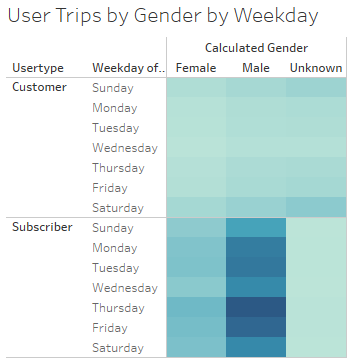 User Trips by Gender by Weekday
Calculated Gender
Usertype Weekday of.. Female Male Unknown
Customer Sunday
Monday
Tuesday
Wednesday
Thursday
Friday
Saturday
Subscriber Sunday
Monday
Tuesday
Wednesday
Thursday
Friday
Saturday